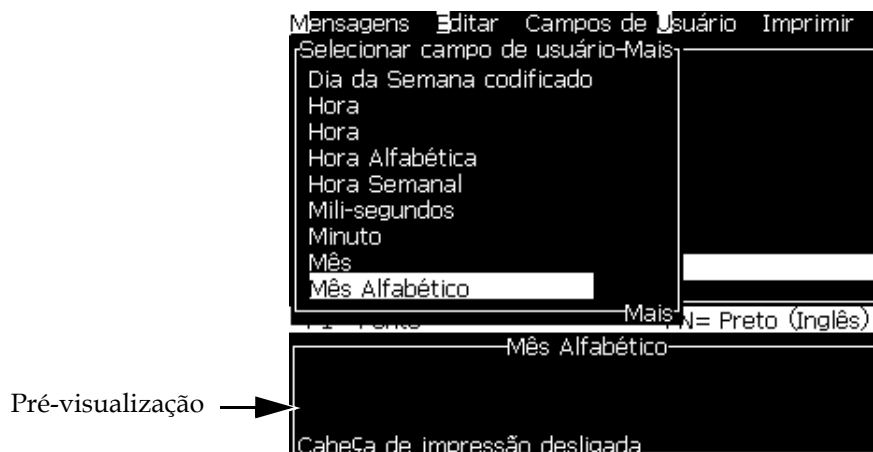 Mensagens Editar Campos de Usuário Imprimir
Selecionar campo de usuário Mais
Dia da Semana codificado
Hora
Hora
Hora Alfabética
Hora Semanal
Mili-segundos
Minuto
Mês
Mês Alfabético
Mais
N= Preto (Inglês)
Mês Alfabético
Pré-visualização
Cabeça de impressão desligada